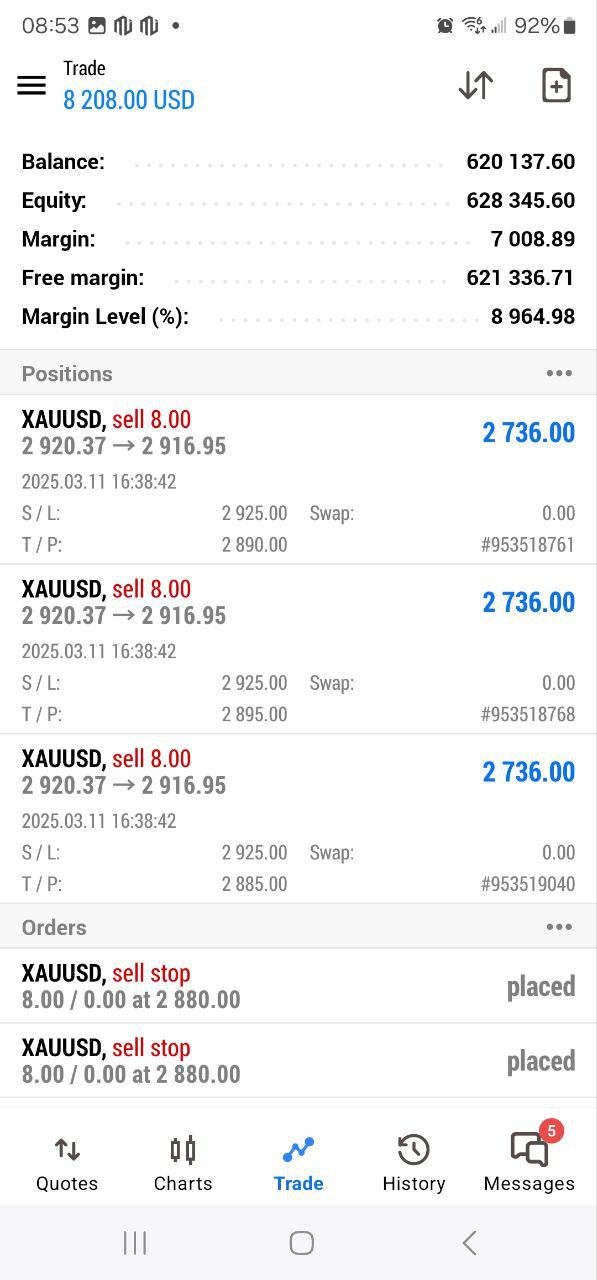 08:53 92%
Trade
8 208.00 USD
Balance: 620 137.60
Equity: 628 345.60
Margin: 7 008.89
Free margin: 621 336.71
Margin Level (%): 8 964.98
Positions
XAUUSD, sell 8.00 2 736.00
2 920.37 → 2 916.95
2025.03.11 16:38:42
S / L: 2 925.00 Swap: 0.00
T / P: 2 890.00 #953518761
XAUUSD, sell 8.00 2 736.00
2 920.37 → 2 916.95
2025.03.11 16:38:42
S / L: 2 925.00 Swap: 0.00
T / P: 2 895.00 #953518768
XAUUSD, sell 8.00 2 736.00
2 920.37 → 2 916.95
2025.03.11 16:38:42
S / L: 2 925.00 Swap: 0.00
T / P: 2 885.00 #953519040
Orders
XAUUSD, sell stop placed
8.00 / 0.00 at 2 880.00
XAUUSD, sell stop placed
8.00 / 0.00 at 2 880.00
5
Quotes Charts Trade History Messages